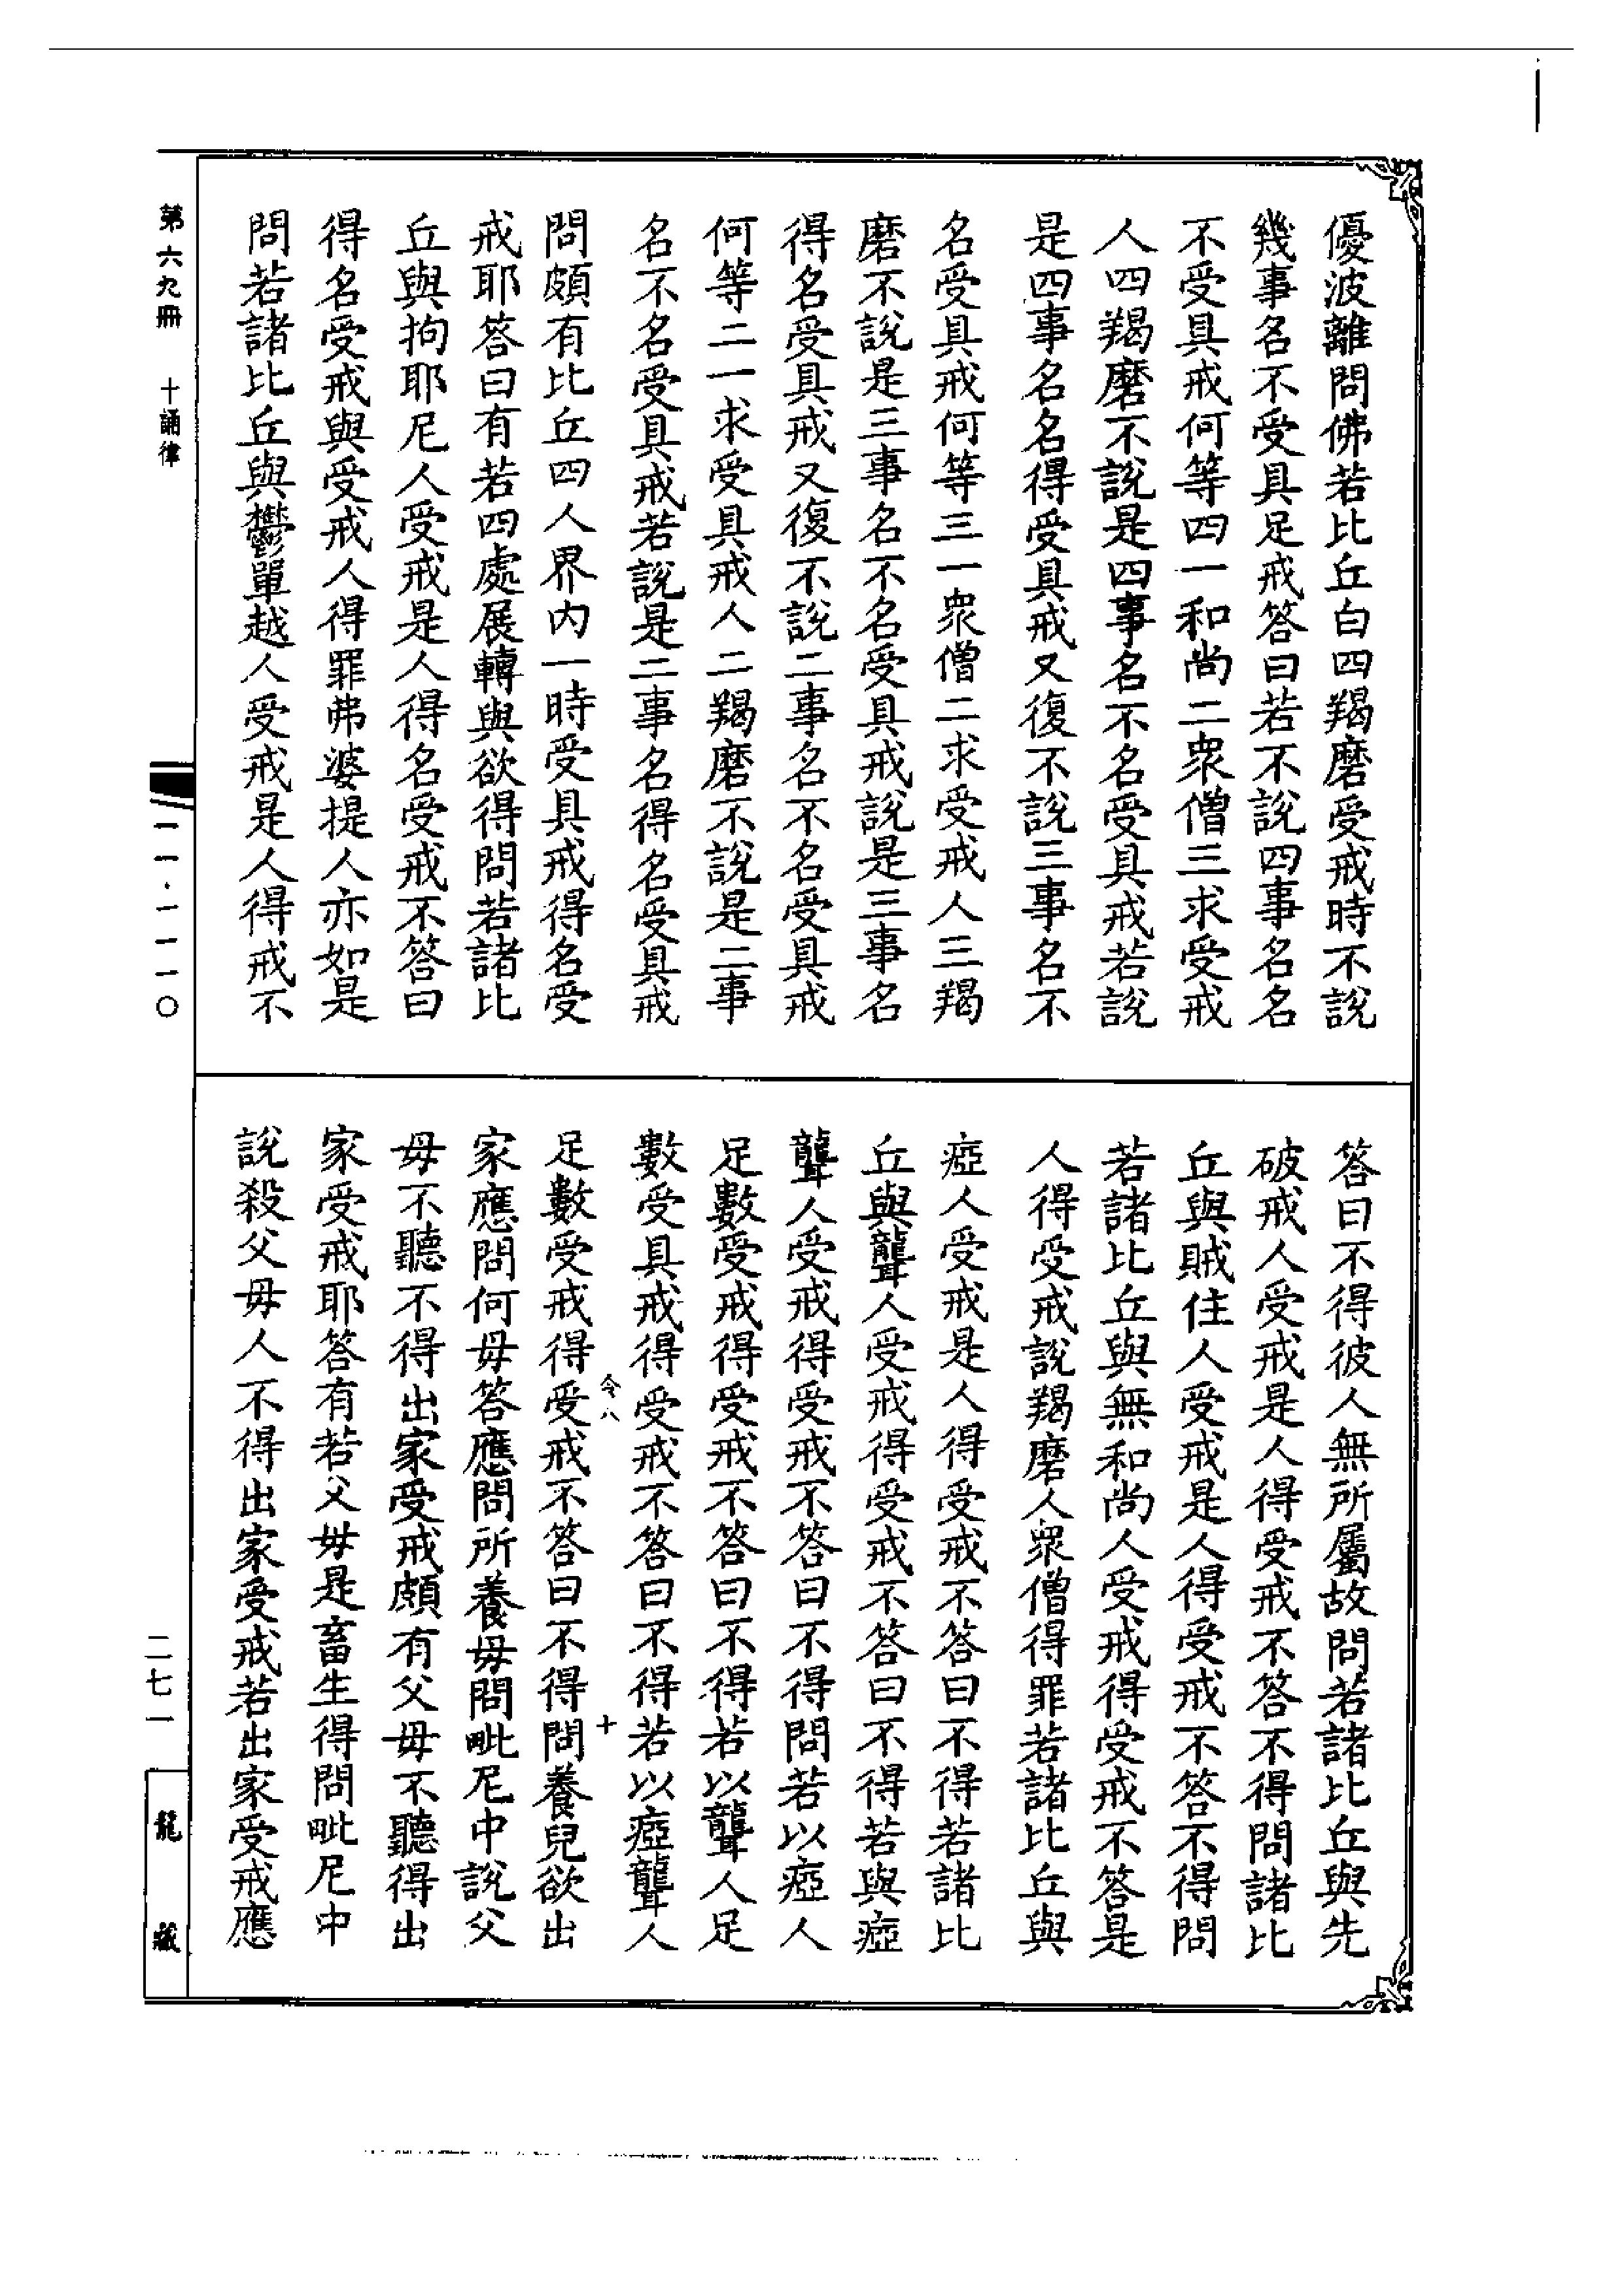 優波離問佛若比丘白四羯磨受戒時不說
幾事名不受具足戒答曰若不說四事名名
不受具戒何等四一和尚二衆僧三求受戒
人四羯磨不說是四事名不名受具戒若說
是四事名名得受具戒又復不說三事名不
名受具戒何等三一衆僧二求受戒人三羯
磨不說是三事名不名受具戒說是三事名
得名受具戒又復不說二事名不名受具戒
何等二一求受具戒人二羯磨不說是二事
名不名受具戒若說是二事名得名受具戒
問頗有比丘四人界內一時受具戒得名受
戒耶答曰有若四處展轉與欲得問若諸比
丘與拘耶尼人受戒是人得名受戒不答曰
得名受戒與受戒人得罪弗婆提人亦如是
問若諸比丘與鬱單越人受戒是人得戒不
答曰不得彼人無所屬故問若諸比丘與先
破戒人受戒是人得受戒不答不得問諸比
丘與賊住人受戒是人得受戒不答不得問
若諸比丘與無和尚人受戒得受戒不答是
人得受戒說羯磨人衆僧得罪若諸比丘與
瘂人受戒是人得受戒不答曰不得若諸比
丘與聾人受戒得受戒不答曰不得若與瘂
聾人受戒得受戒不答曰不得問若以瘂人
足數受戒得受戒不答曰不得若以聾人足
數受具戒得受戒不答曰不得若以瘂聾人
足數受戒得受戒不答曰不得問養兒欲出
令八 十
家應問何母答應問所養母問毗尼中說父
母不聽不得出家受戒頗有父母不聽得出
家受戒耶答有若父母是畜生得問毗尼中
說殺父母人不得出家受戒若出家受戒應
第六九冊 十誦律
一一·一一一〇
二七一
龍藏